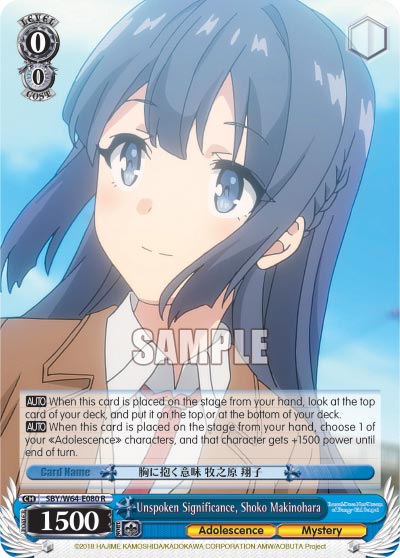 LEVEL
0
0
COST
SAMPLE
AUTO When this card is placed on the stage from your hand, look at the top
card of your deck, and put it on top or at the bottom of your deck.
AUTO When this card is placed on the stage from your hand, choose 1 of
your «Adolescence» characters, and that character gets +1500 power until
end of turn.
Card Name 胸に抱く意味 牧之原 翔子
CH SBY/W64-E080 R
POWER 1500 Unspoken Significance, Shoko Makinohara
Adolescence Mystery
©2018 HAJIME KAMOSHIDA/KADOKAWA CORPORATION AMW/AOBUTA Project